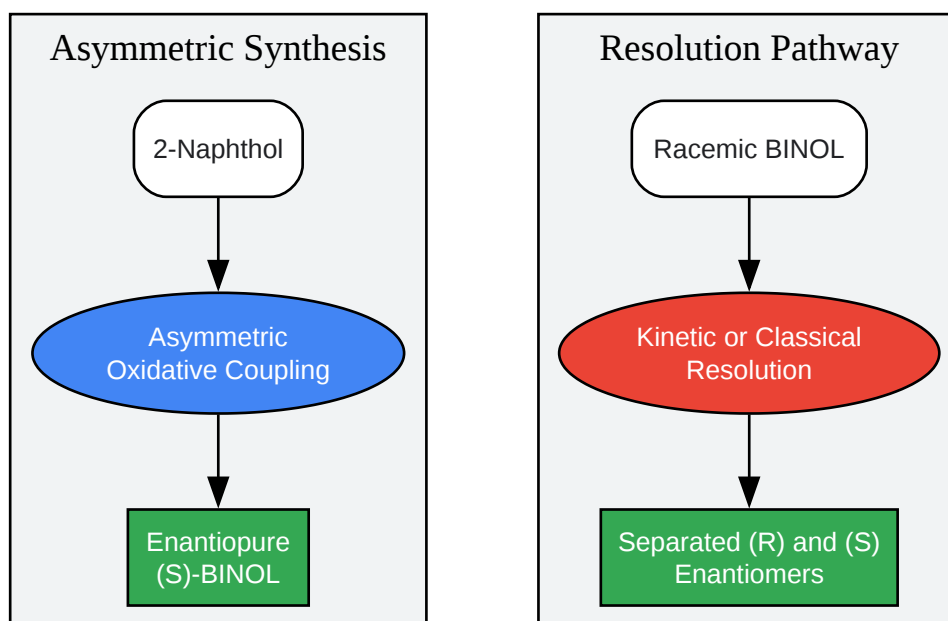 Asymmetric Synthesis
2-Naphthol
Asymmetric
Oxidative Coupling
Enantiopure
(S)-BINOL
Resolution Pathway
Racemic BINOL
Kinetic or Classical
Resolution
Separated (R) and (S)
Enantiomers